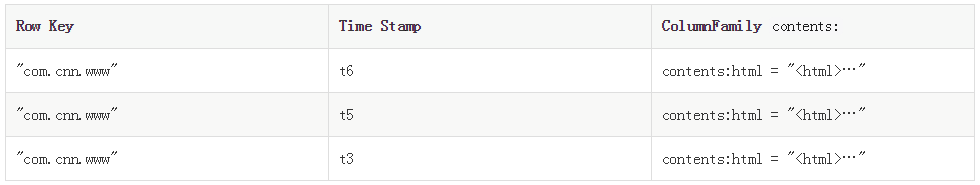 Row Key Time Stamp ColumnFamily contents:
"com.cnn.www" t6 contents:html = "<html>…"
"com.cnn.www" t5 contents:html = "<html>…"
"com.cnn.www" t3 contents:html = "<html>…"